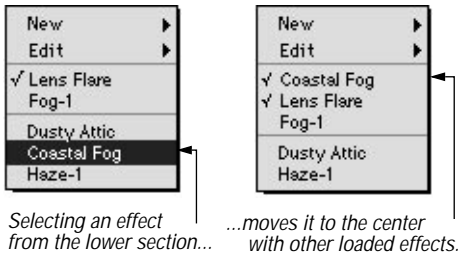 New
Edit
✓ Lens Flare
Fog-1
Dusty Attic
Coastal Fog
Haze-1
Selecting an effect
from the lower section...
New
Edit
✓ Coastal Fog
✓ Lens Flare
Fog-1
Dusty Attic
Haze-1
...moves it to the center
with other loaded effects.